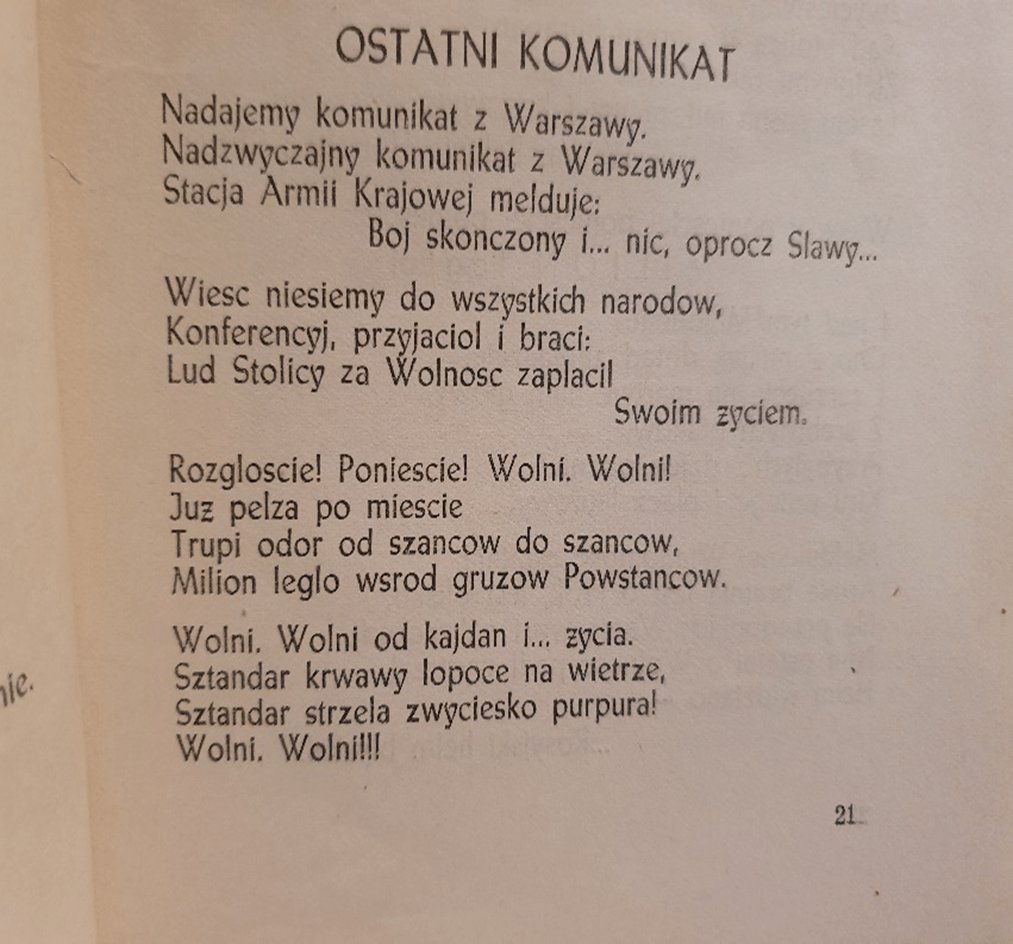 OSTATNI KOMUNIKAT
Nadajemy komunikat z Warszawy.
Nadzwyczajny komunikat z Warszawy.
Stacja Armii Krajowej melduje:
Boj skonczony i... nic, oprocz Slawy...
Wiesc niesiemy do wszystkich narodow,
Konferencyj, przyjaciol i braci:
Lud Stolicy za Wolnosc zaplacil
Swoim zyciem.
Rozgloscie! Poniescie! Wolni. Wolni!
Juz pelza po miescie
Trupi odor od szancow do szancow,
Milion leglo wsrod gruzow Powstancow.
Wolni. Wolni od kajdan i... zycia.
Sztandar krwawy lopoce na wietrze,
Sztandar strzela zwyciesko purpura!
Wolni. Wolni!!!
21